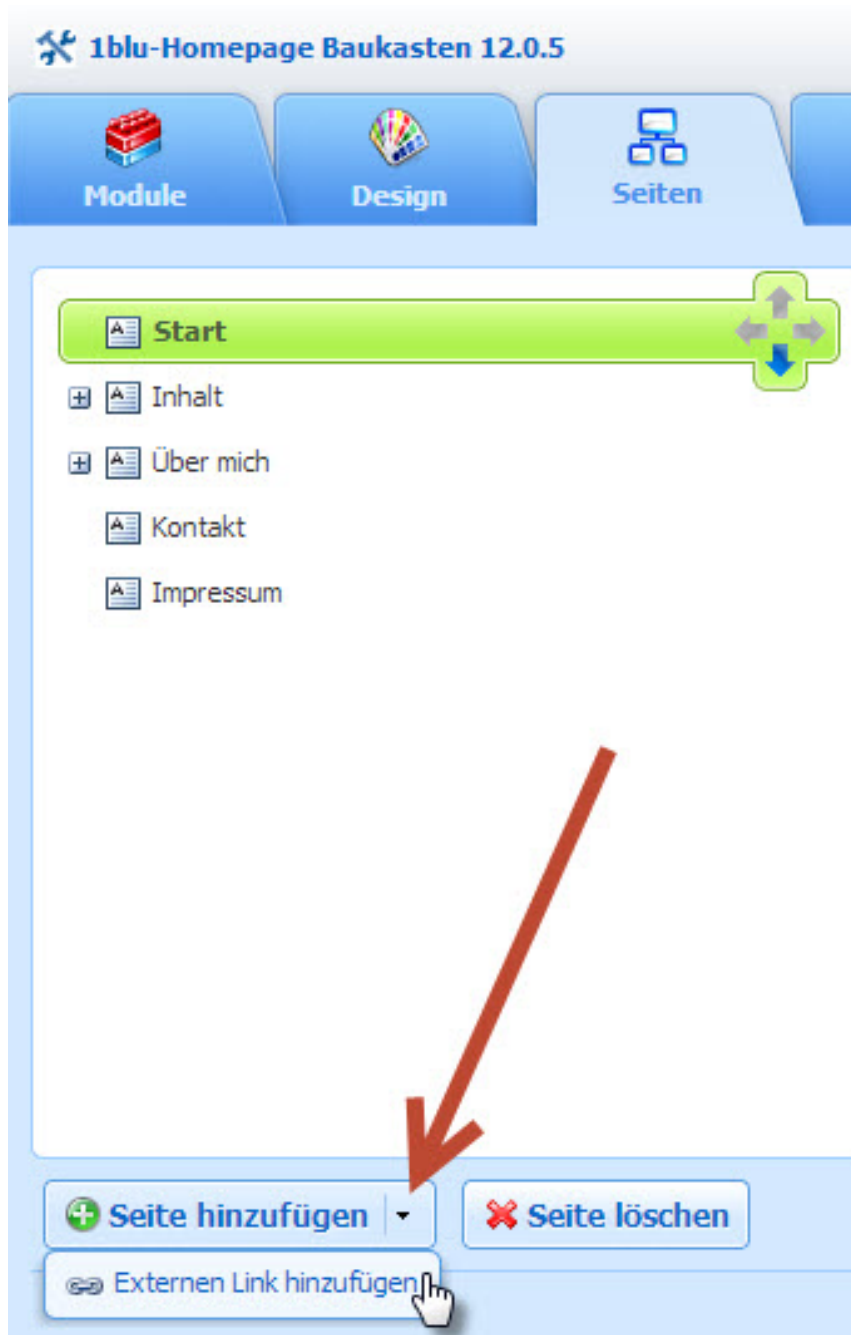 1blu-Homepage Baukasten 12.0.5
Module
Design
Seiten
Start
Inhalt
Über mich
Kontakt
Impressum
Seite hinzufügen
Seite löschen
Externen Link hinzufügen